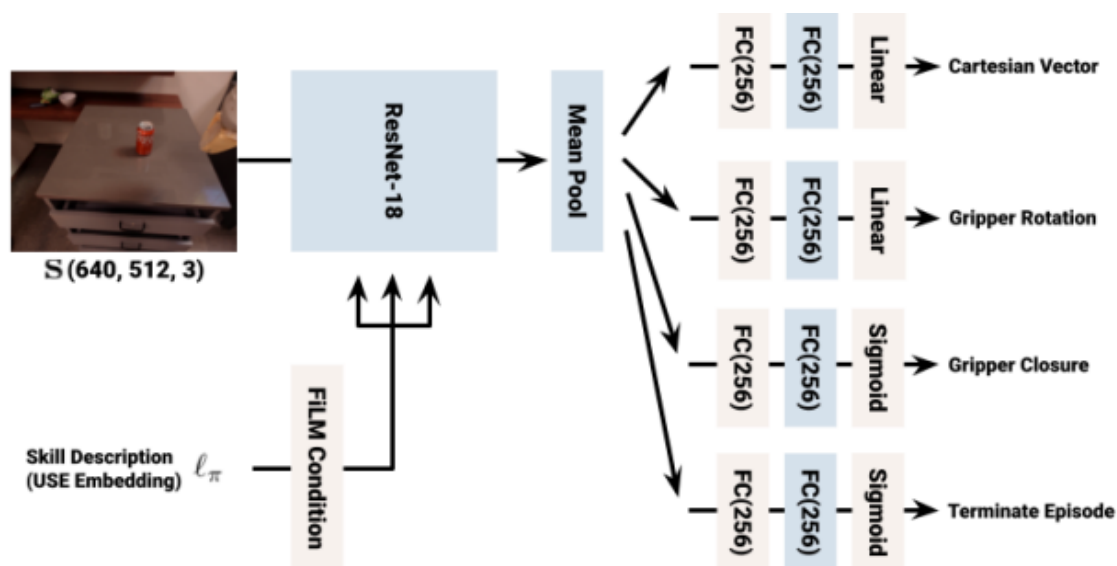 FC(256)
FC(256)
Linear
Cartesian Vector
ResNet-18
Mean Pool
FC(256)
FC(256)
Linear
Gripper Rotation
S (640, 512, 3)
FC(256)
FC(256)
Sigmoid
Gripper Closure
FiLM Condition
Skill Description
(USE Embedding) ℓπ
FC(256)
FC(256)
Sigmoid
Terminate Episode